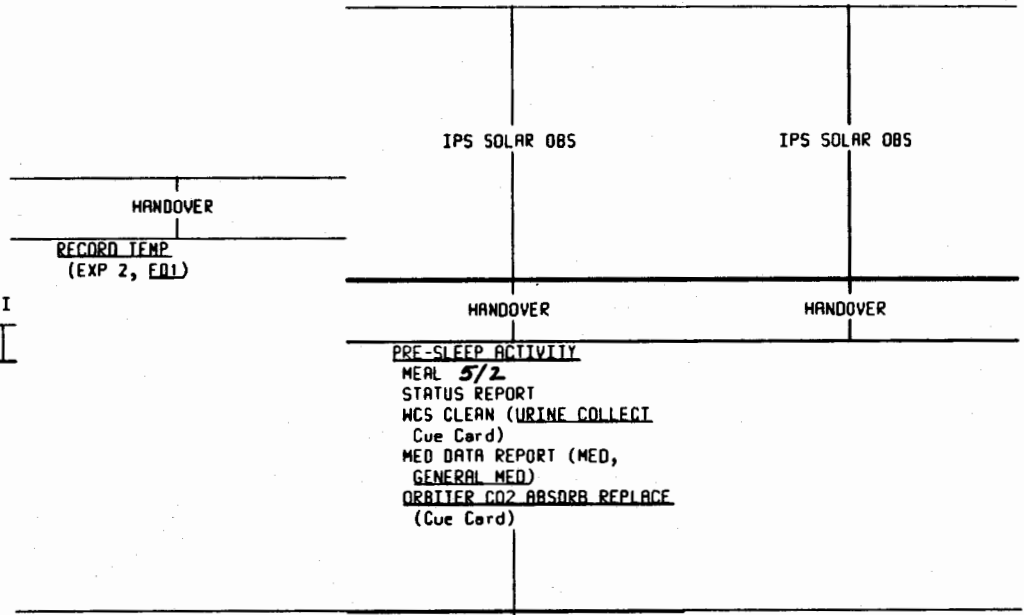 IPS SOLAR OBS
IPS SOLAR OBS
HANDOVER
RECORD TEMP
(EXP 2, EQ1)
I
HANDOVER
HANDOVER
PRE-SLEEP ACTIVITY
MEAL 5/2
STATUS REPORT
WCS CLEAN (URINE COLLECT
Cue Card)
MED DATA REPORT (MED,
GENERAL MED)
ORBITER CO2 ABSORB REPLACE
(Cue Card)